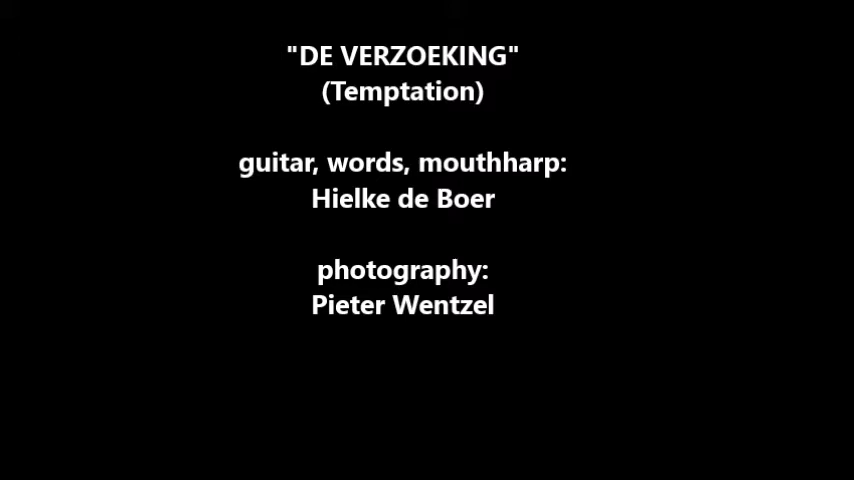 "DE VERZOEKING"
(Temptation)
guitar, words, mouthharp:
Hielke de Boer
photography:
Pieter Wentzel